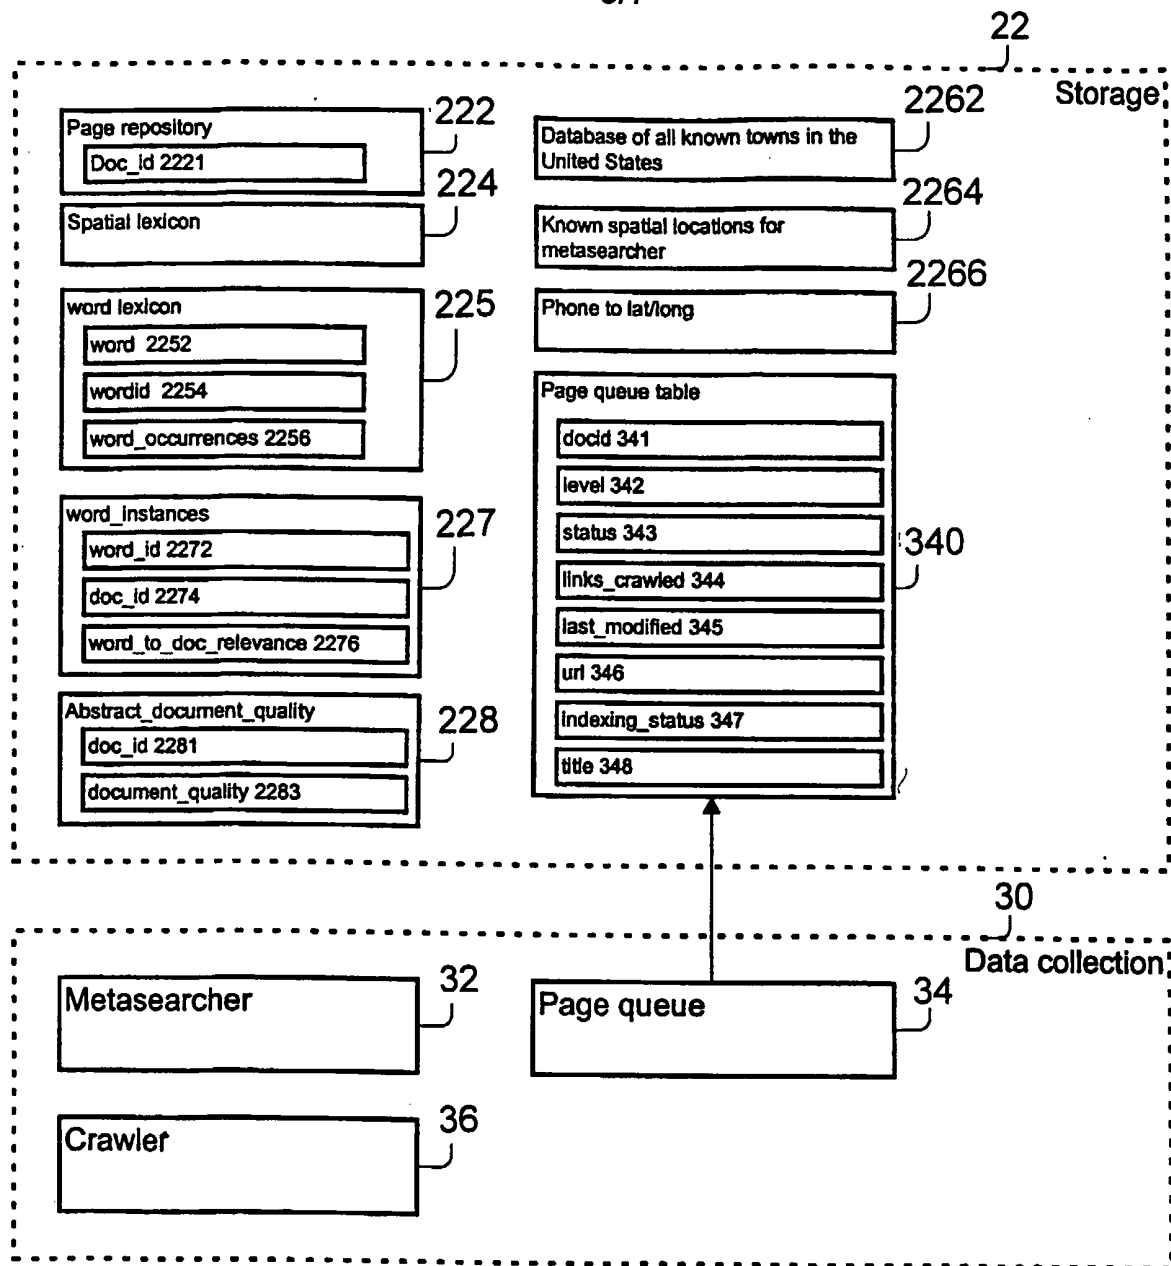 22
Storage
Page repository
Doc_id 2221
222
Spatial lexicon
224
word lexicon
word 2252
wordid 2254
word_occurrences 2256
225
word_instances
word_id 2272
doc_id 2274
word_to_doc_relevance 2276
227
Abstract_document_quality
doc_id 2281
document_quality 2283
228
Database of all known towns in the
United States
2262
Known spatial locations for
metasearcher
2264
Phone to lat/long
2266
Page queue table
docid 341
level 342
status 343
links_crawled 344
last_modified 345
url 346
indexing_status 347
title 348
340
30
Data collection
Metasearcher
32
Page queue
34
Crawler
36